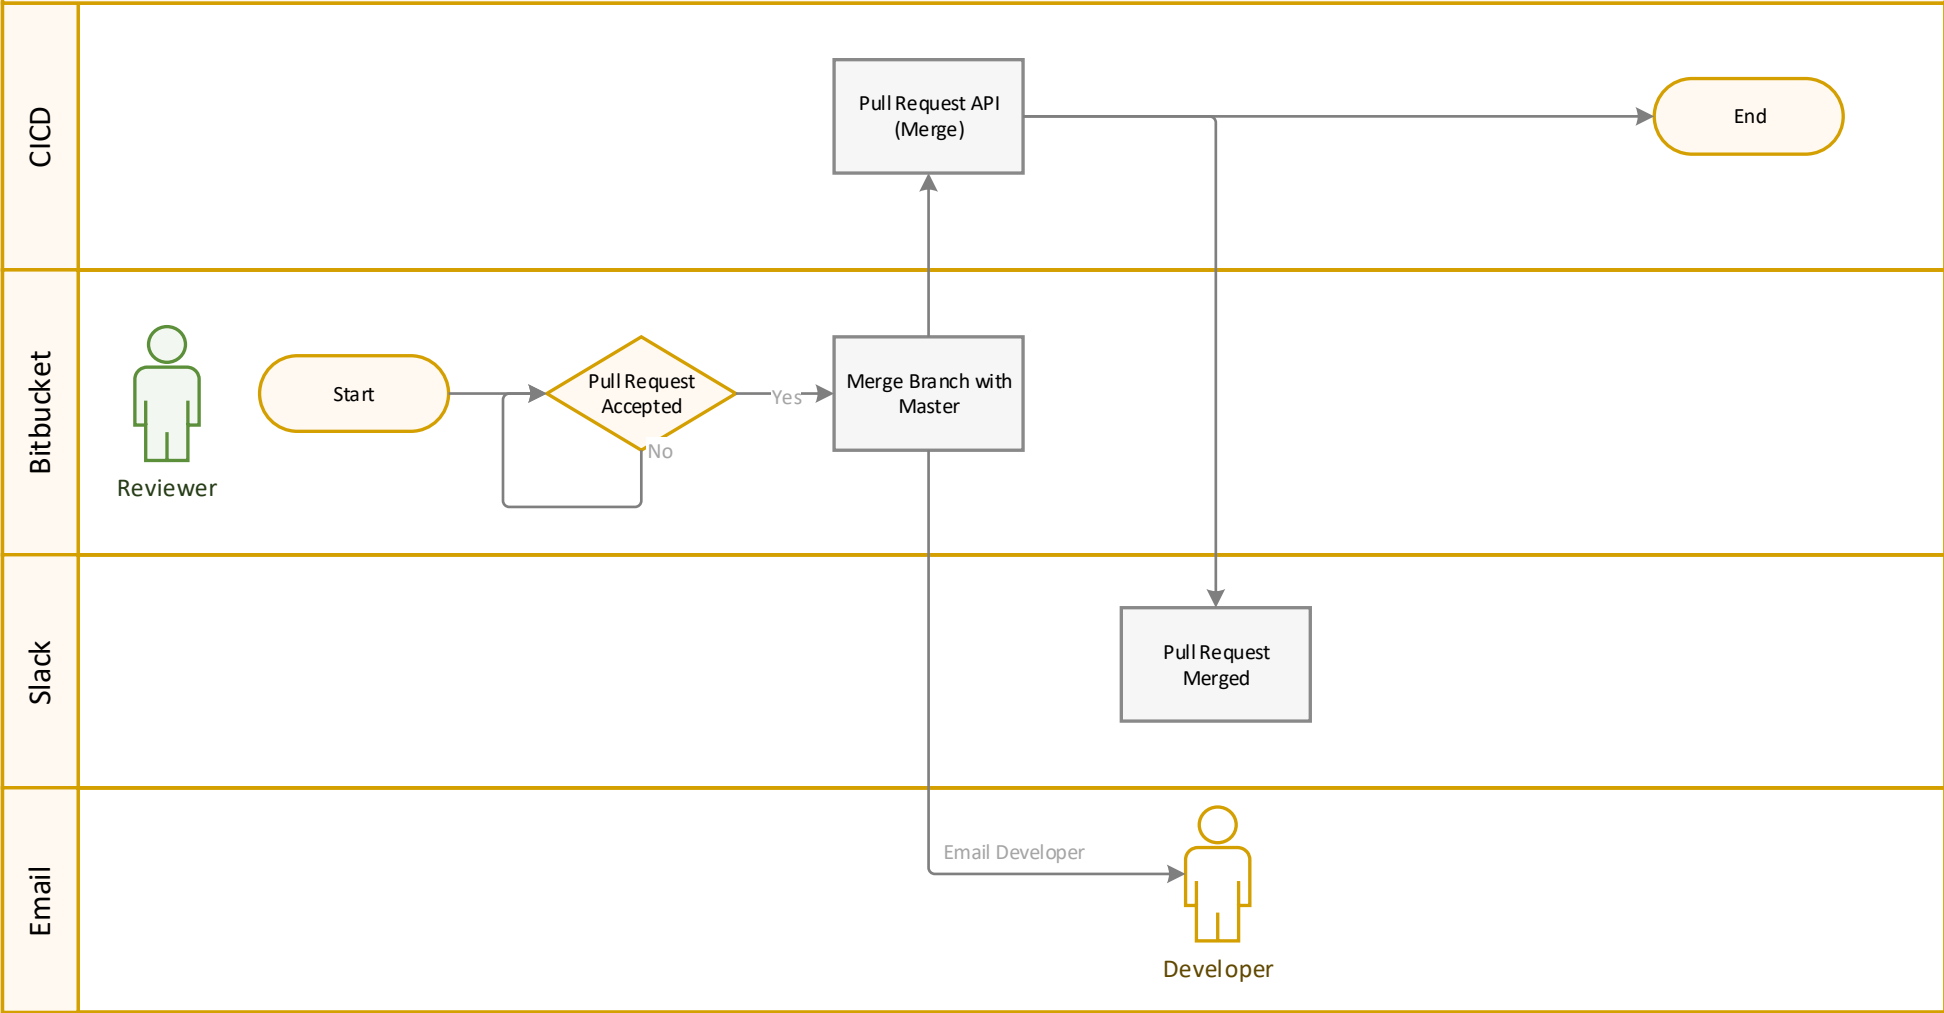 CICD
Pull Request API
(Merge)
End
Bitbucket
Reviewer
Start
Pull Request
Accepted
Yes
No
Merge Branch with
Master
Slack
Pull Request
Merged
Email
Email Developer
Developer